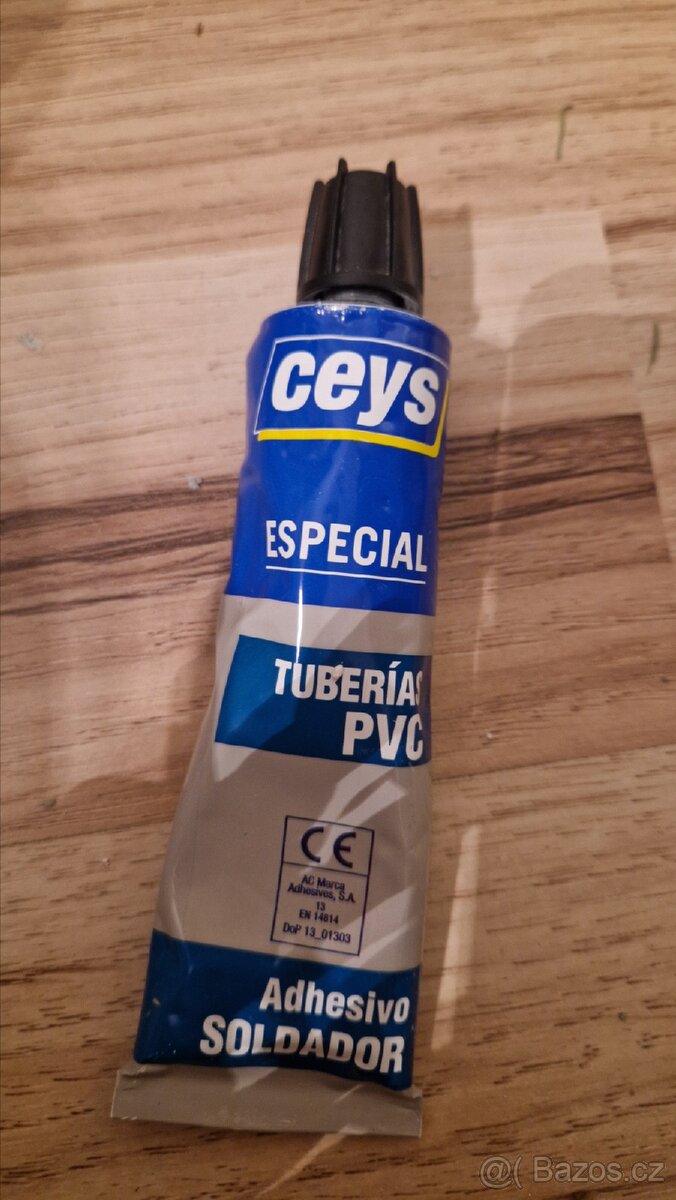 ceys
ESPECIAL
TUBERÍAS
PVC
CE
AC Marca
Adhesives, S.A.
13
EN 14814
DoP 13_01303
Adhesivo
SOLDADOR
@( Bazos.cz